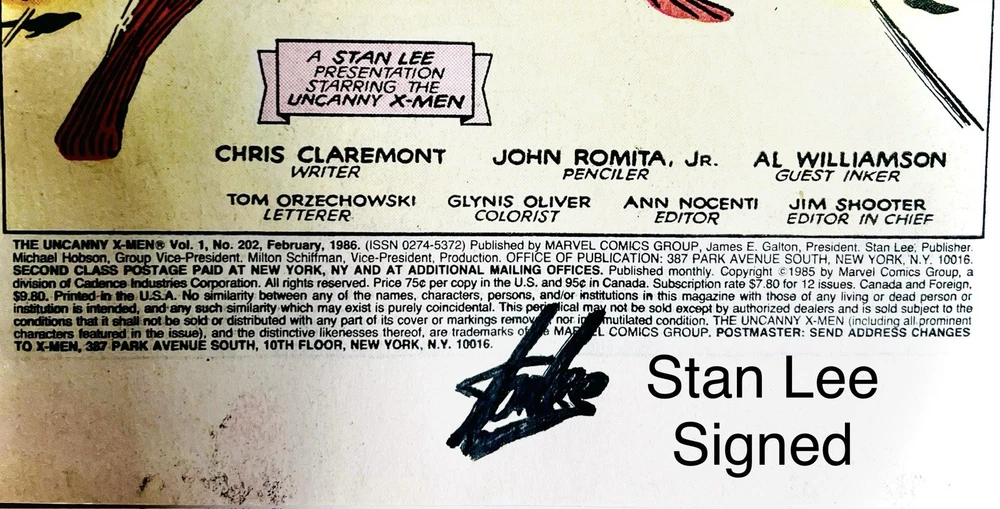 A STAN LEE
PRESENTATION
STARRING THE
UNCANNY X-MEN
CHRIS CLAREMONT
WRITER
JOHN ROMITA, JR.
PENCILER
AL WILLIAMSON
GUEST INKER
TOM ORZECHOWSKI
LETTERER
GLYNIS OLIVER
COLORIST
ANN NOCENTI
EDITOR
JIM SHOOTER
EDITOR IN CHIEF
THE UNCANNY X-MEN® Vol. 1, No. 202, February, 1986. (ISSN 0274-5372) Published by MARVEL COMICS GROUP, James E. Galton, President. Stan Lee, Publisher.
Michael Hobson, Group Vice-President. Milton Schiffman, Vice-President, Production. OFFICE OF PUBLICATION: 387 PARK AVENUE SOUTH, NEW YORK, N.Y. 10016.
SECOND CLASS POSTAGE PAID AT NEW YORK, NY AND AT ADDITIONAL MAILING OFFICES. Published monthly. Copyright ©1985 by Marvel Comics Group, a
division of Cadence Industries Corporation. All rights reserved. Price 75¢ per copy in the U.S. and 95¢ in Canada. Subscription rate $7.80 for 12 issues. Canada and Foreign,
$9.80. Printed in the U.S.A. No similarity between any of the names, characters, persons, and/or institutions in this magazine with those of any living or dead person or
institution is intended, and any such similarity which may exist is purely coincidental. This periodical may not be sold except by authorized dealers and is sold subject to the
conditions that it shall not be sold or distributed with any part of its cover or markings removed, nor in a mutilated condition. THE UNCANNY X-MEN (including all prominent
characters featured in the issue), and the distinctive likenesses thereof, are trademarks of the MARVEL COMICS GROUP. POSTMASTER: SEND ADDRESS CHANGES
TO X-MEN, 387 PARK AVENUE SOUTH, 10TH FLOOR, NEW YORK, N.Y. 10016.
Stan Lee
Stan Lee
Signed